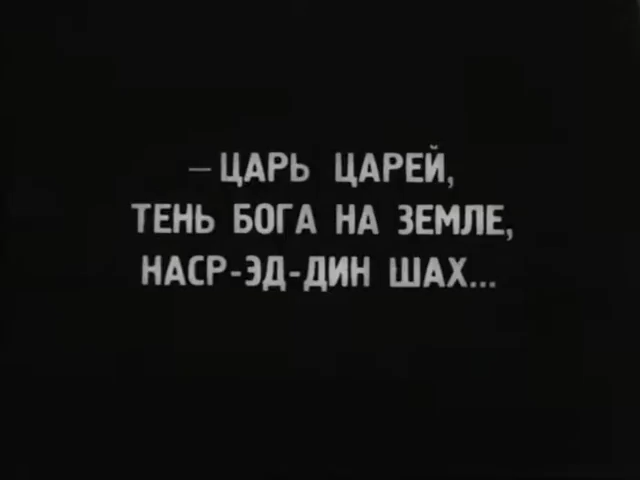 – ЦАРЬ ЦАРЕЙ,
ТЕНЬ БОГА НА ЗЕМЛЕ,
НАСР-ЭД-ДИН ШАХ...